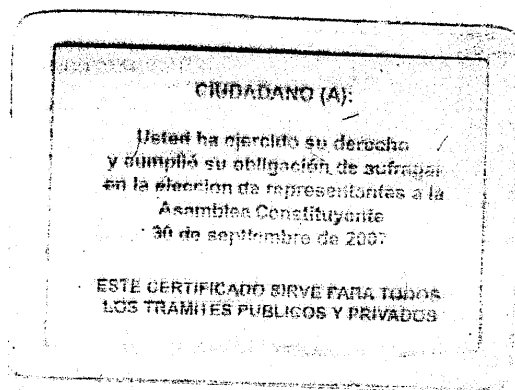 CIUDADANO (A):
Usted ha ejercido su derecho
y cumplió su obligación de sufragar
en la eleccion de representantes a la
Asamblea Constituyente
30 de septiembre de 2007
ESTE CERTIFICADO SIRVE PARA TODOS
LOS TRAMITES PUBLICOS Y PRIVADOS